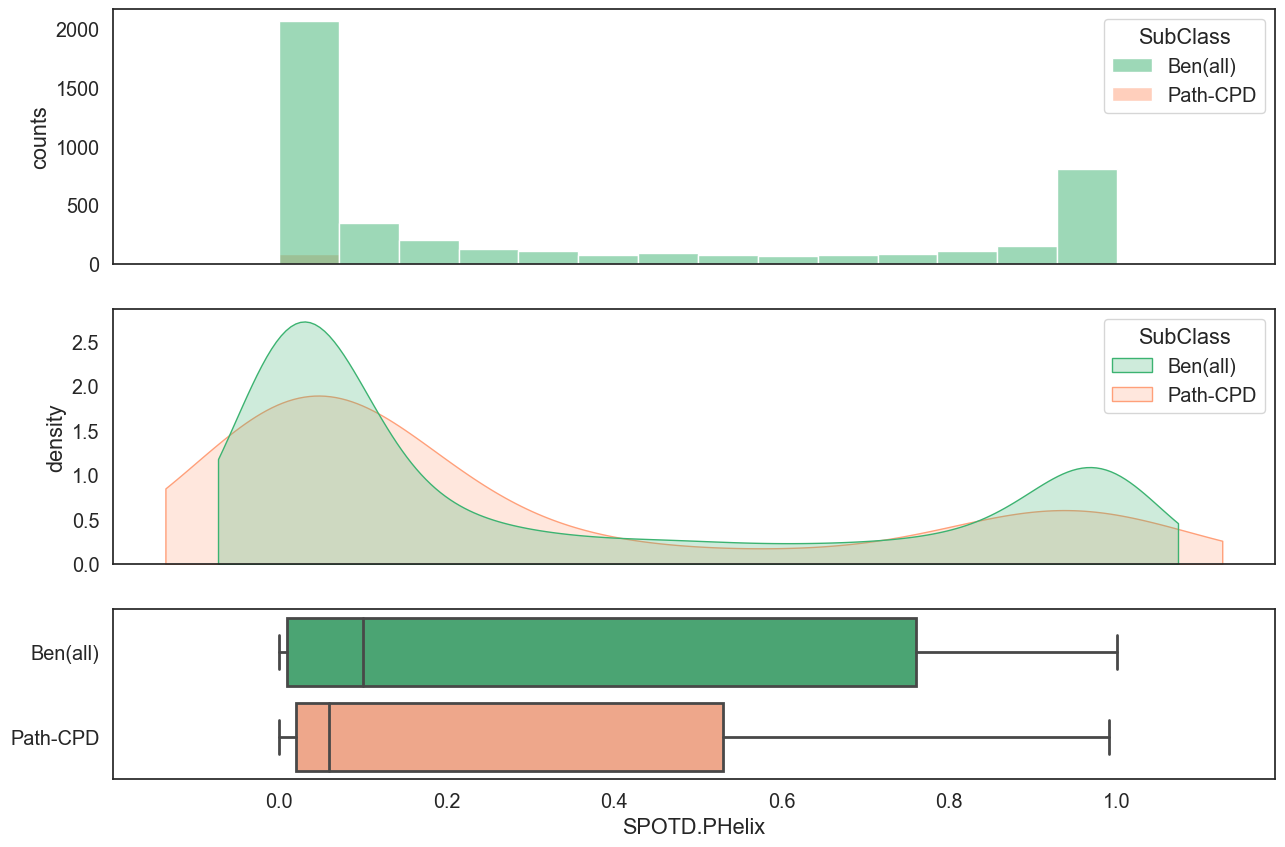 2000
1500
1000
500
0
counts
SubClass
Ben(all)
Path-CPD
2.5
2.0
1.5
1.0
0.5
0.0
density
SubClass
Ben(all)
Path-CPD
Ben(all)
Path-CPD
0.0 0.2 0.4 0.6 0.8 1.0
SPOTD.PHelix